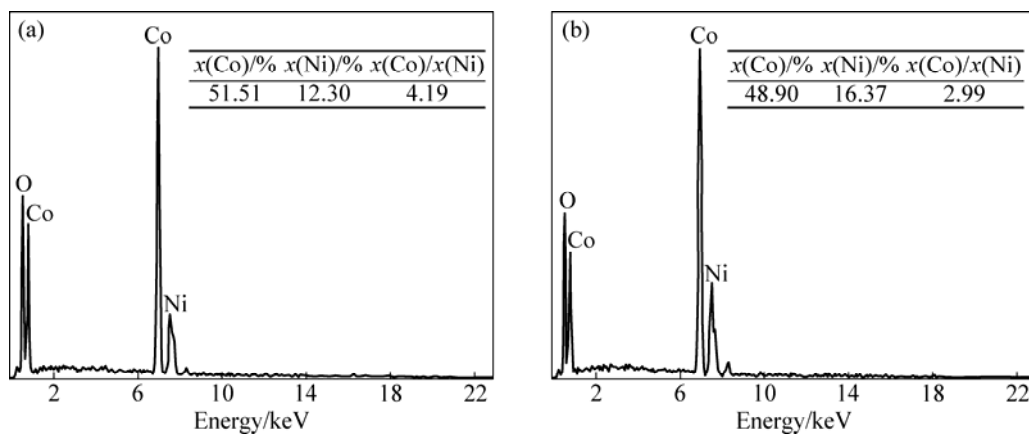 (a)
Co
x(Co)/% x(Ni)/% x(Co)/x(Ni)
51.51 12.30 4.19
O
Co
Ni
2 6 10 14 18 22
Energy/keV
(b)
Co
x(Co)/% x(Ni)/% x(Co)/x(Ni)
48.90 16.37 2.99
O
Co
Ni
2 6 10 14 18 22
Energy/keV